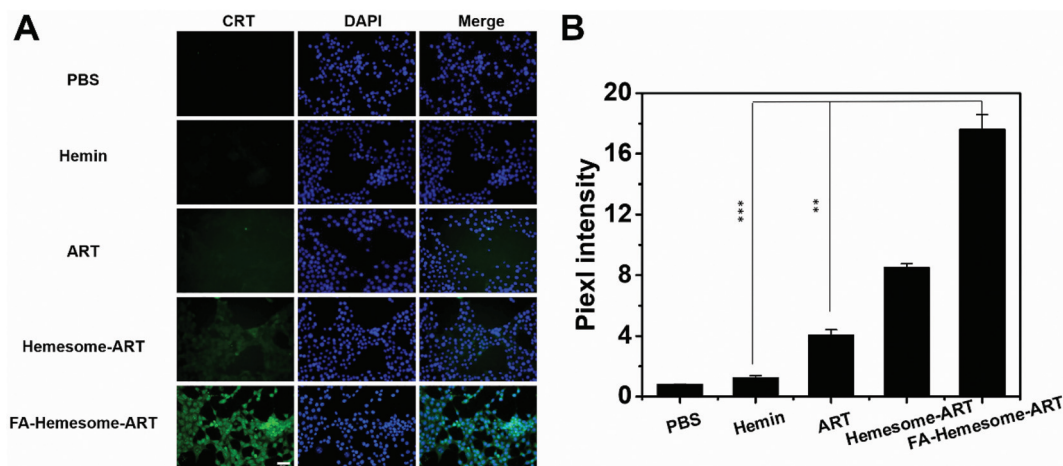 A
CRT DAPI Merge
PBS
Hemin
ART
Hemesome-ART
FA-Hemesome-ART
B
Piexl intensity
20
16
12
8
4
0
***
**
PBS
Hemin
ART
Hemesome-ART
FA-Hemesome-ART